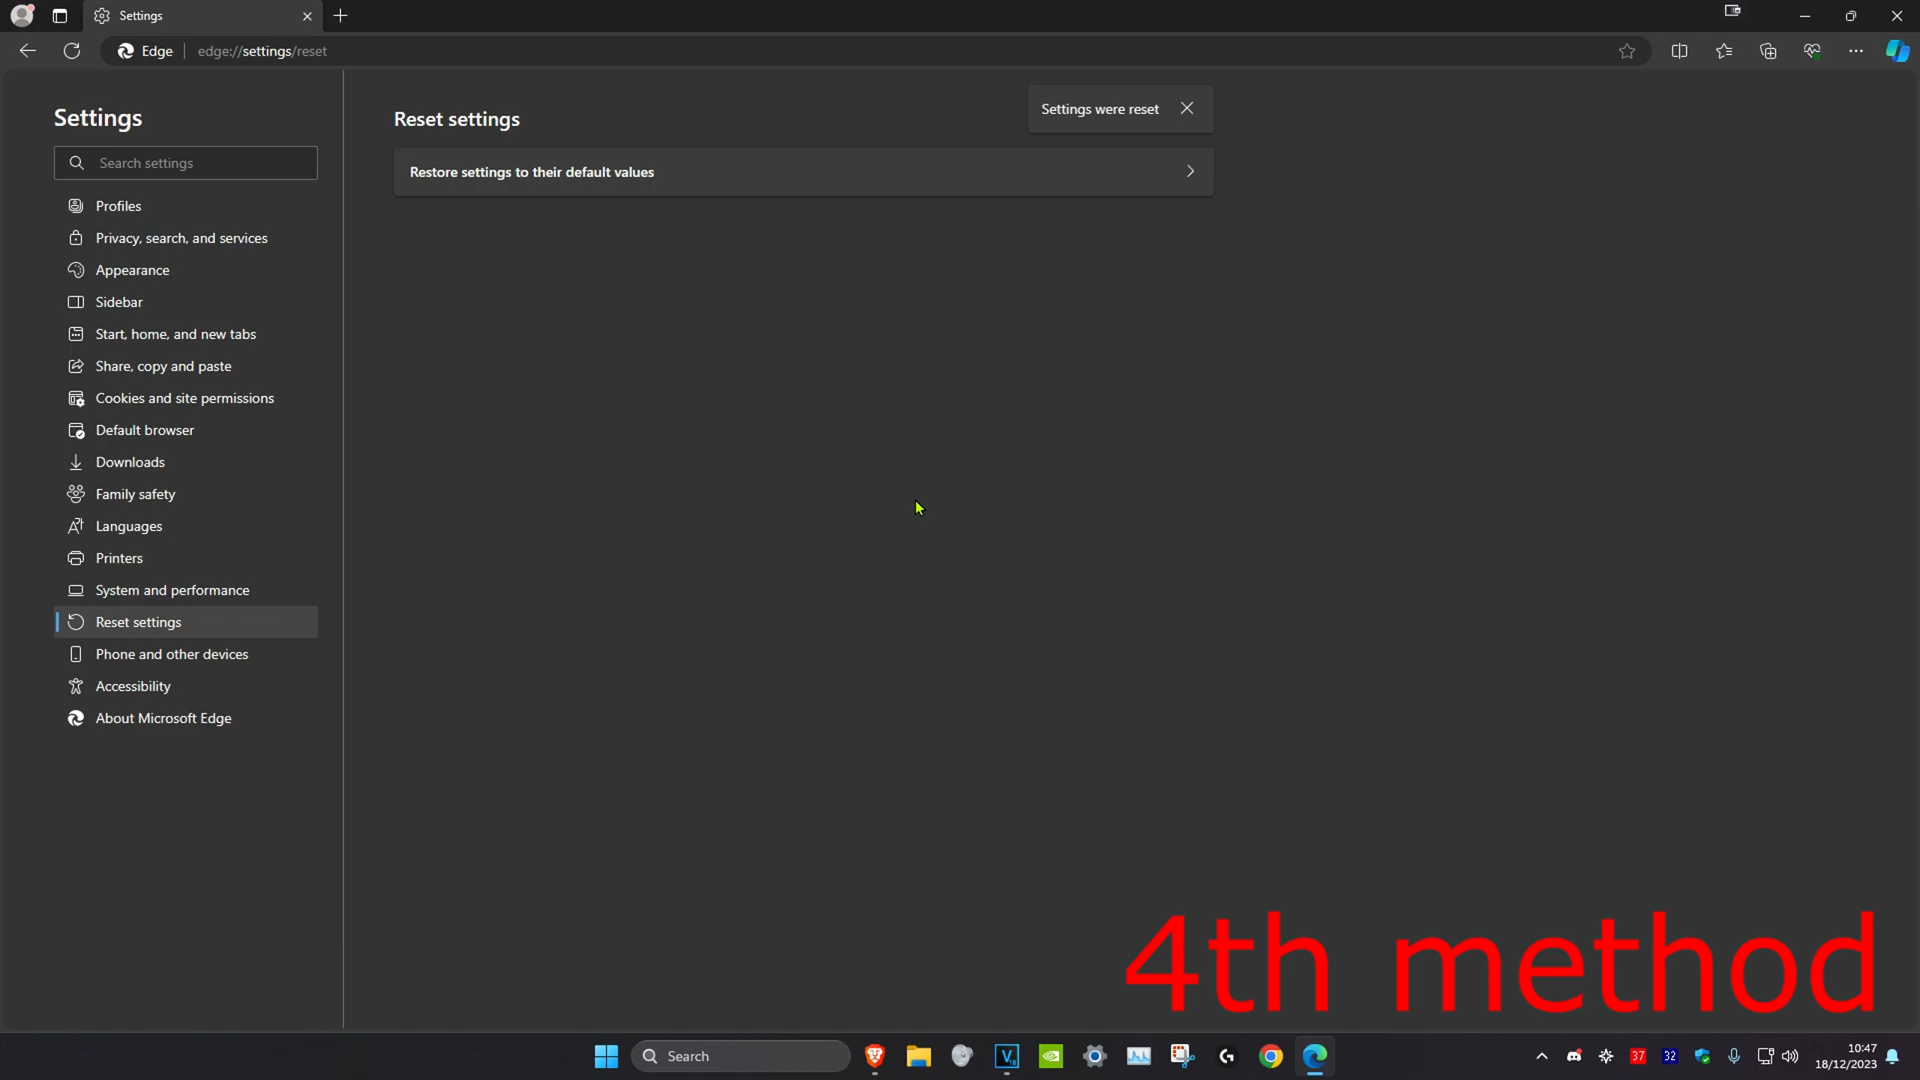 Settings
Edge
edge://settings/reset
Settings
Search settings
Profiles
Privacy, search, and services
Appearance
Sidebar
Start, home, and new tabs
Share, copy and paste
Cookies and site permissions
Default browser
Downloads
Family safety
Languages
Printers
System and performance
Reset settings
Phone and other devices
Accessibility
About Microsoft Edge
Reset settings
Settings were reset
Restore settings to their default values
4th method
Search
37
32
10:47
18/12/2023